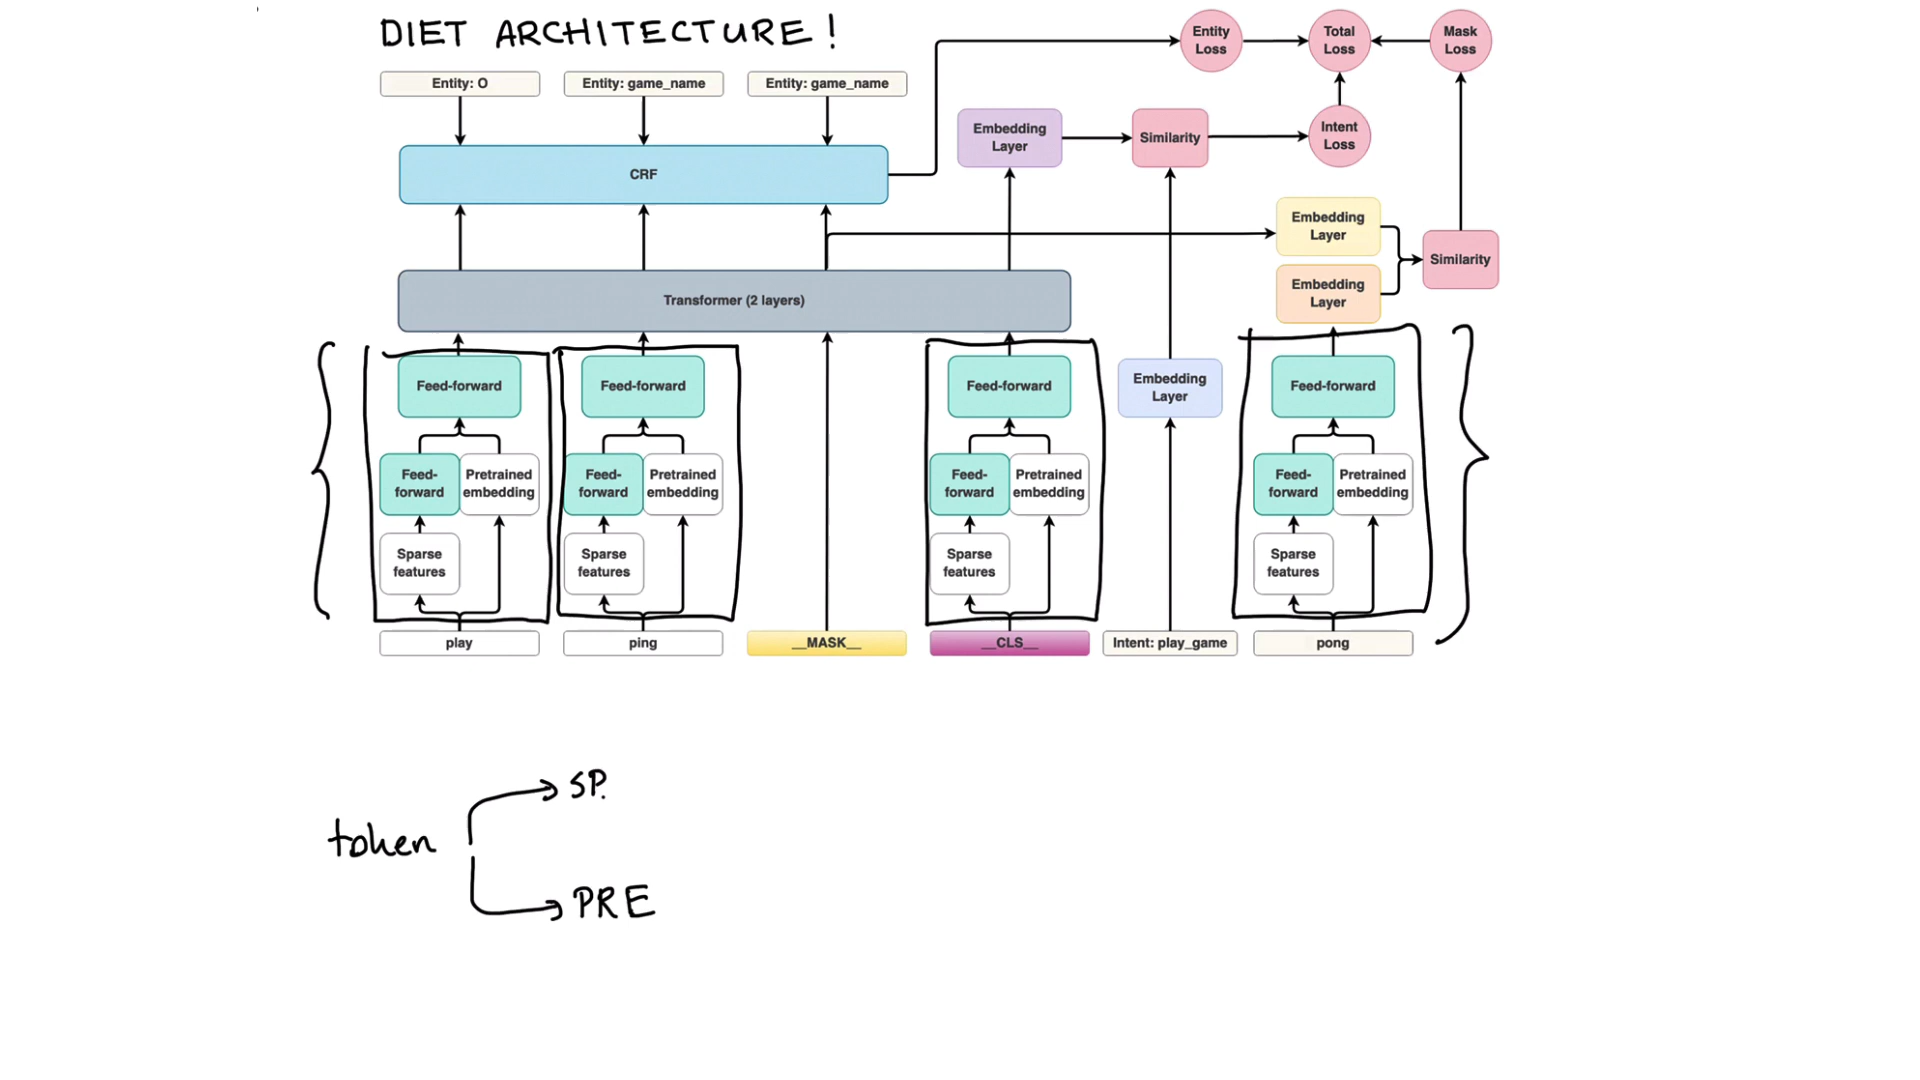 DIET ARCHITECTURE!
Entity: O
Entity: game_name
Entity: game_name
Entity
Loss
Total
Loss
Mask
Loss
CRF
Embedding
Layer
Similarity
Intent
Loss
Embedding
Layer
Embedding
Layer
Similarity
Transformer (2 layers)
Feed-forward
Feed-forward
Feed-forward
Embedding
Layer
Feed-forward
Feed-
forward
Pretrained
embedding
Feed-
forward
Pretrained
embedding
Feed-
forward
Pretrained
embedding
Feed-
forward
Pretrained
embedding
Sparse
features
Sparse
features
Sparse
features
Sparse
features
play
ping
__MASK__
__CLS__
Intent: play_game
pong
token
SP.
PRE